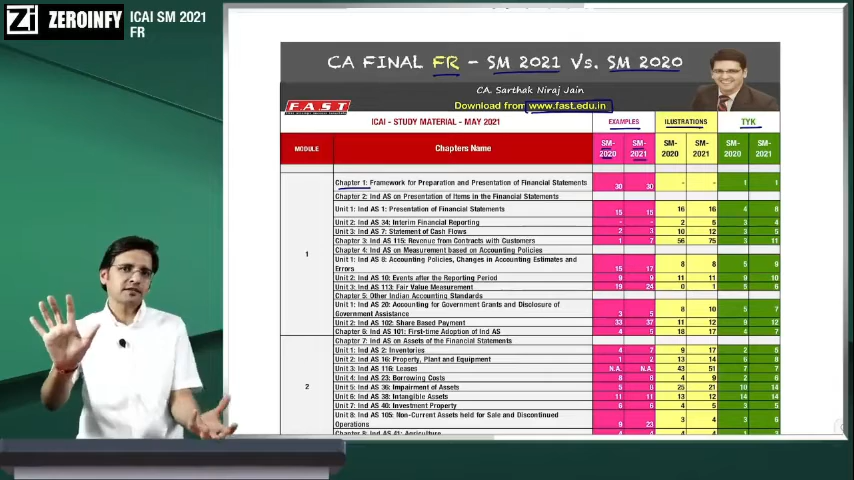 Zi ZEROINFY
ICAI SM 2021
FR
CA FINAL FR - SM 2021 Vs. SM 2020
CA. Sarthak Niraj Jain
Download from www.fast.edu.in
FAST
ICAI - STUDY MATERIAL - MAY 2021 EXAMPLES ILUSTRATIONS TYK
MODULE Chapters Name SM-2020 SM-2021 SM-2020 SM-2021 SM-2020 SM-2021
Chapter 1: Framework for Preparation and Presentation of Financial Statements 30 30 - - 1 1
Chapter 2: Ind AS on Presentation of Items in the Financial Statements
Unit 1: Ind AS 1: Presentation of Financial Statements 15 15 16 16 4 8
Unit 2: Ind AS 34: Interim Financial Reporting - - 2 5 3 4
Unit 3: Ind AS 7: Statement of Cash Flows 2 3 10 12 3 5
Chapter 3: Ind AS 115: Revenue from Contracts with Customers 1 7 56 75 3 11
Chapter 4: Ind AS on Measurement based on Accounting Policies
1
Unit 1: Ind AS 8: Accounting Policies, Changes in Accounting Estimates and
Errors 15 17 8 8 5 9
Unit 2: Ind AS 10: Events after the Reporting Period 9 9 11 11 9 10
Unit 3: Ind AS 113: Fair Value Measurement 19 24 0 1 5 6
Chapter 5: Other Indian Accounting Standards
Unit 1: Ind AS 20: Accounting for Government Grants and Disclosure of
Government Assistance 3 5 8 10 5 7
Unit 2: Ind AS 102: Share Based Payment 33 37 11 12 9 12
Chapter 6: Ind AS 101: First-time Adoption of Ind AS 4 5 18 17 4 7
Chapter 7: Ind AS on Assets of the Financial Statements
Unit 1: Ind AS 2: Inventories 4 7 9 17 2 5
Unit 2: Ind AS 16: Property, Plant and Equipment 1 2 13 14 6 8
Unit 3: Ind AS 116: Leases N.A. N.A. 43 51 7 7
2
Unit 4: Ind AS 23: Borrowing Costs 8 8 4 9 2 6
Unit 5: Ind AS 36: Impairment of Assets 5 25 21 10 14
Unit 6: Ind AS 38: Intangible Assets 11 11 13 12 14 14
Unit 7: Ind AS 40: Investment Property 6 6 4 5 3 5
Unit 8: Ind AS 105: Non-Current Assets held for Sale and Discontinued
Operations 9 23 3 4 3 6
Chapter 8: Ind AS 41: Agriculture